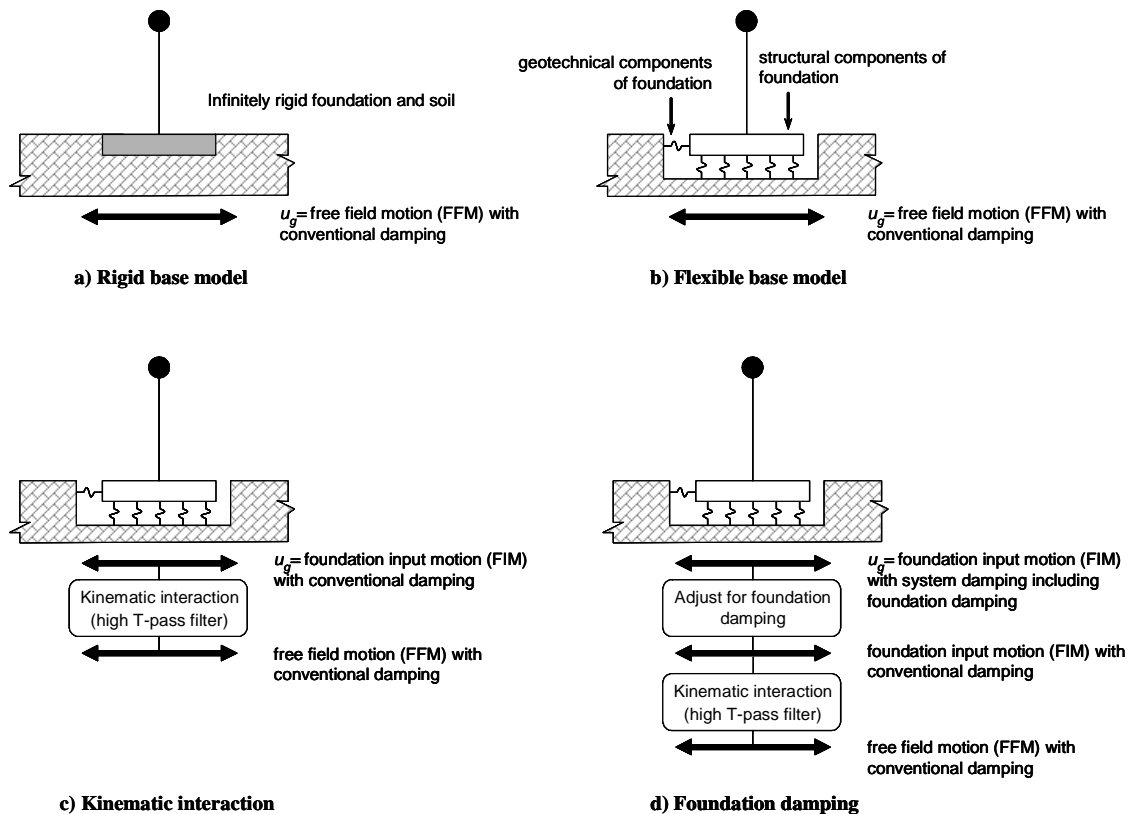 Infinitely rigid foundation and soil
u_g= free field motion (FFM) with
conventional damping
a) Rigid base model
geotechnical components
of foundation
structural components of
foundation
u_g= free field motion (FFM) with
conventional damping
b) Flexible base model
u_g= foundation input motion (FIM)
with conventional damping
Kinematic interaction
(high T-pass filter)
free field motion (FFM) with
conventional damping
c) Kinematic interaction
u_g= foundation input motion (FIM)
with system damping including
foundation damping
Adjust for foundation
damping
foundation input motion (FIM) with
conventional damping
Kinematic interaction
(high T-pass filter)
free field motion (FFM) with
conventional damping
d) Foundation damping